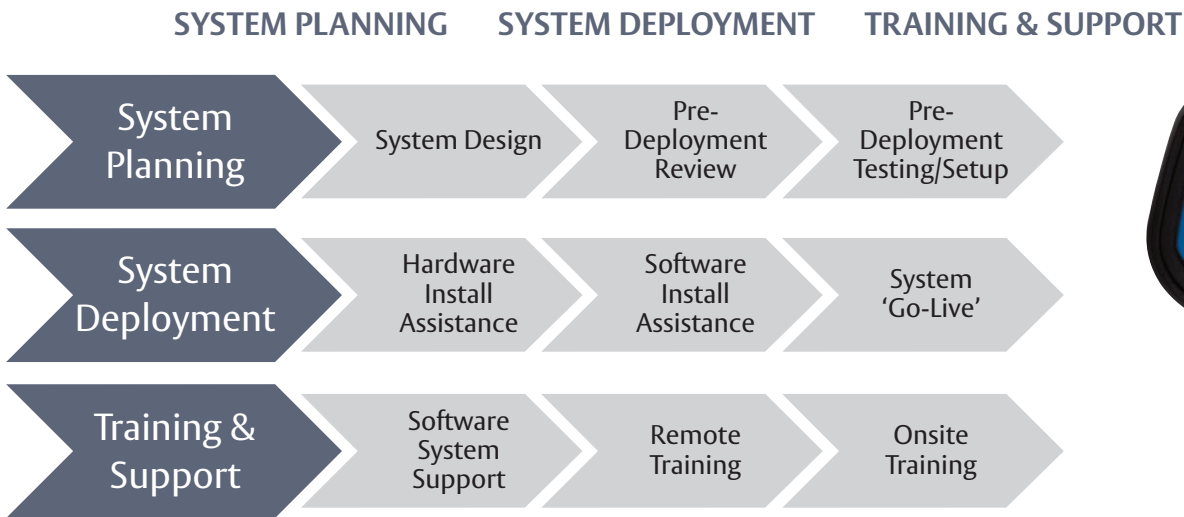 SYSTEM PLANNING SYSTEM DEPLOYMENT TRAINING & SUPPORT
System
Planning
System Design
Pre-
Deployment
Review
Pre-
Deployment
Testing/Setup
System
Deployment
Hardware
Install
Assistance
Software
Install
Assistance
System
‘Go-Live’
Training &
Support
Software
System
Support
Remote
Training
Onsite
Training